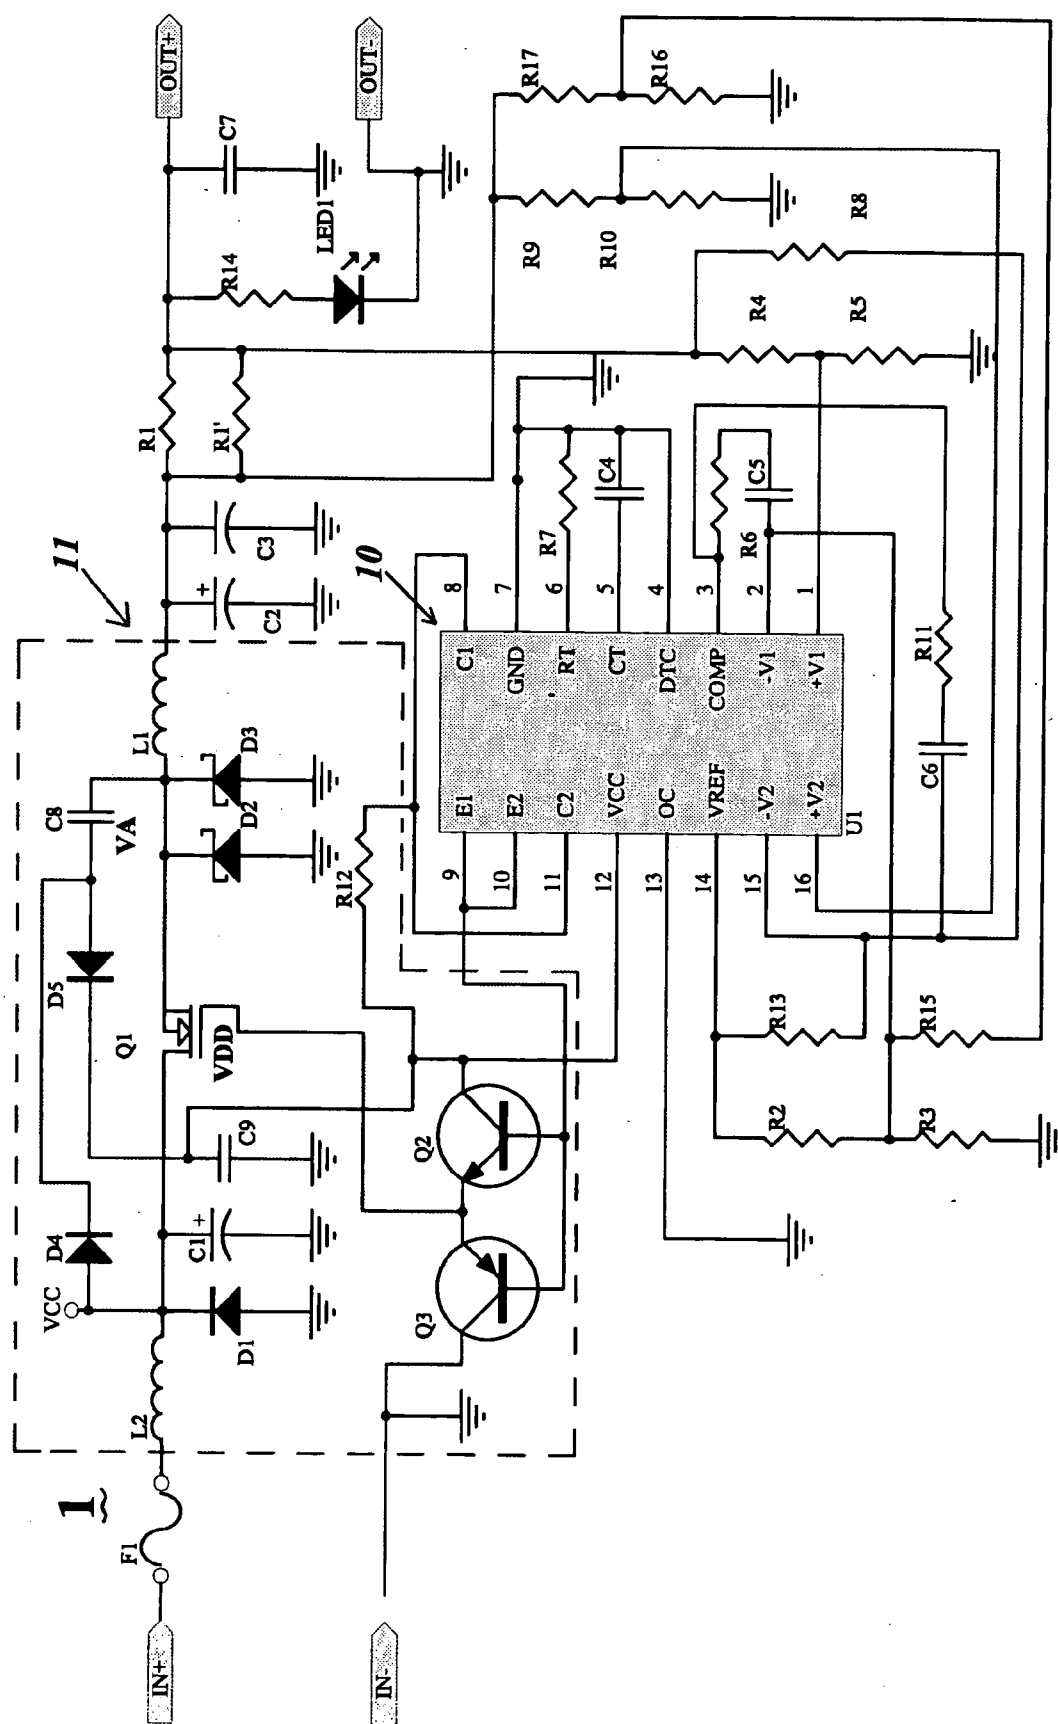 1
11
10
IN+
F1
L2
VCC
D4
D1
C1
+
C9
D5
Q1
VDD
C8
VA
D2
D3
L1
C2
+
C3
R1
R1'
R14
LED1
C7
OUT+
OUT-
IN-
Q3
Q2
R12
9
10
11
12
13
14
15
16
E1
E2
C2
VCC
OC
VREF
-V2
+V2
C1
GND
RT
CT
DTC
COMP
-V1
+V1
8
7
6
5
4
3
2
1
U1
R7
C4
R6
C5
R9
R10
R17
R16
R4
R5
R8
R11
C6
R13
R15
R2
R3